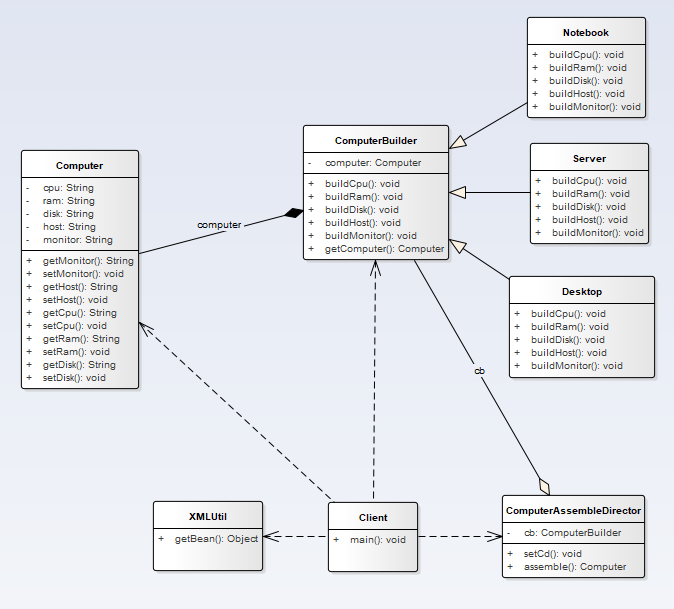 Notebook
+ buildCpu(): void
+ buildRam(): void
+ buildDisk(): void
+ buildHost(): void
+ buildMonitor(): void
ComputerBuilder
- computer: Computer
+ buildCpu(): void
+ buildRam(): void
+ buildDisk(): void
+ buildHost(): void
+ buildMonitor(): void
+ getComputer(): Computer
Server
+ buildCpu(): void
+ buildRam(): void
+ buildDisk(): void
+ buildHost(): void
+ buildMonitor(): void
Computer
- cpu: String
- ram: String
- disk: String
- host: String
- monitor: String
+ getMonitor(): String
+ setMonitor(): void
+ getHost(): String
+ setHost(): void
+ getCpu(): String
+ setCpu(): void
+ getRam(): String
+ setRam(): void
+ getDisk(): String
+ setDisk(): void
computer
Desktop
+ buildCpu(): void
+ buildRam(): void
+ buildDisk(): void
+ buildHost(): void
+ buildMonitor(): void
cb
XMLUtil
+ getBean(): Object
Client
+ main(): void
ComputerAssembleDirector
- cb: ComputerBuilder
+ setCd(): void
+ assemble(): Computer